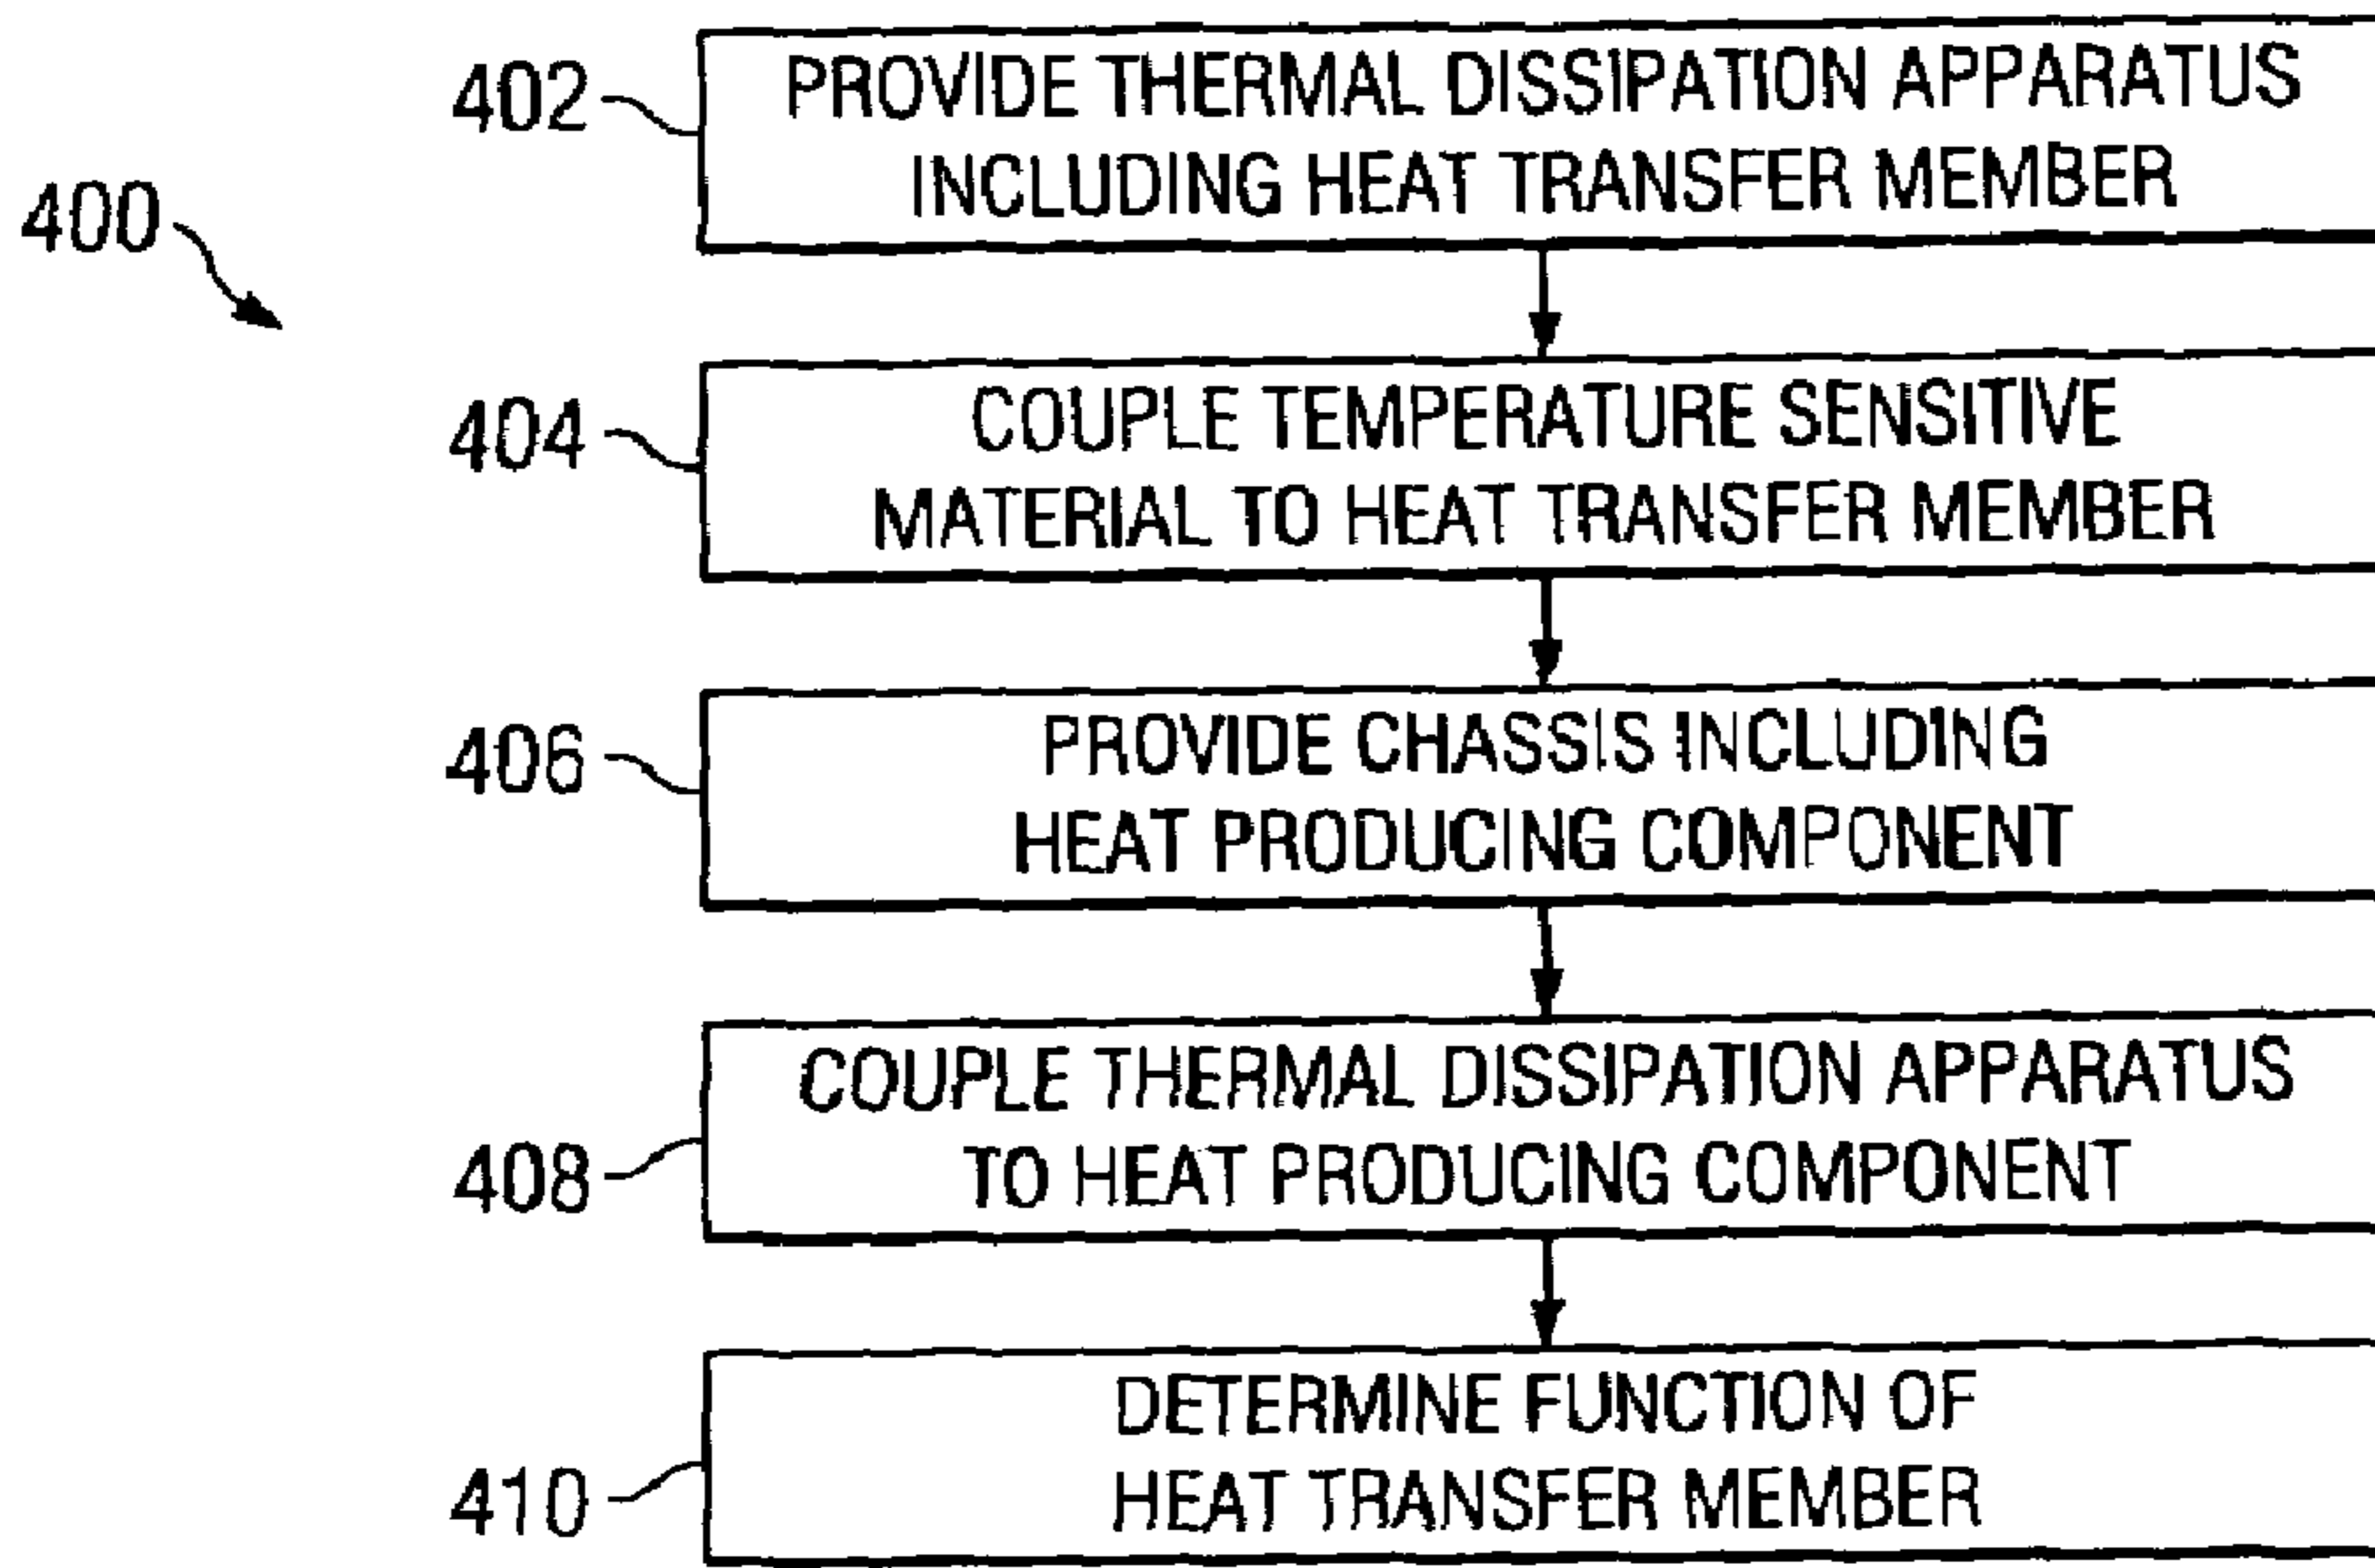 402
PROVIDE THERMAL DISSIPATION APPARATUS
INCLUDING HEAT TRANSFER MEMBER
400
404
COUPLE TEMPERATURE SENSITIVE
MATERIAL TO HEAT TRANSFER MEMBER
406
PROVIDE CHASSIS INCLUDING
HEAT PRODUCING COMPONENT
408
COUPLE THERMAL DISSIPATION APPARATUS
TO HEAT PRODUCING COMPONENT
410
DETERMINE FUNCTION OF
HEAT TRANSFER MEMBER